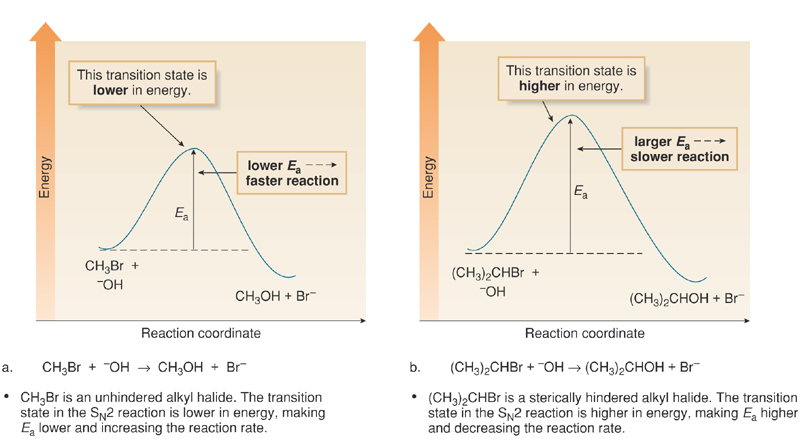 This transition state is
lower in energy.
lower Eₐ ---→
faster reaction
Eₐ
Energy
CH₃Br +
⁻OH
CH₃OH + Br⁻
Reaction coordinate
a. CH₃Br + ⁻OH → CH₃OH + Br⁻
• CH₃Br is an unhindered alkyl halide. The transition
state in the Sɴ2 reaction is lower in energy, making
Eₐ lower and increasing the reaction rate.
This transition state is
higher in energy.
larger Eₐ ---→
slower reaction
Eₐ
Energy
(CH₃)₂CHBr +
⁻OH
(CH₃)₂CHOH + Br⁻
Reaction coordinate
b. (CH₃)₂CHBr + ⁻OH → (CH₃)₂CHOH + Br⁻
• (CH₃)₂CHBr is a sterically hindered alkyl halide. The transition
state in the Sɴ2 reaction is higher in energy, making Eₐ higher
and decreasing the reaction rate.